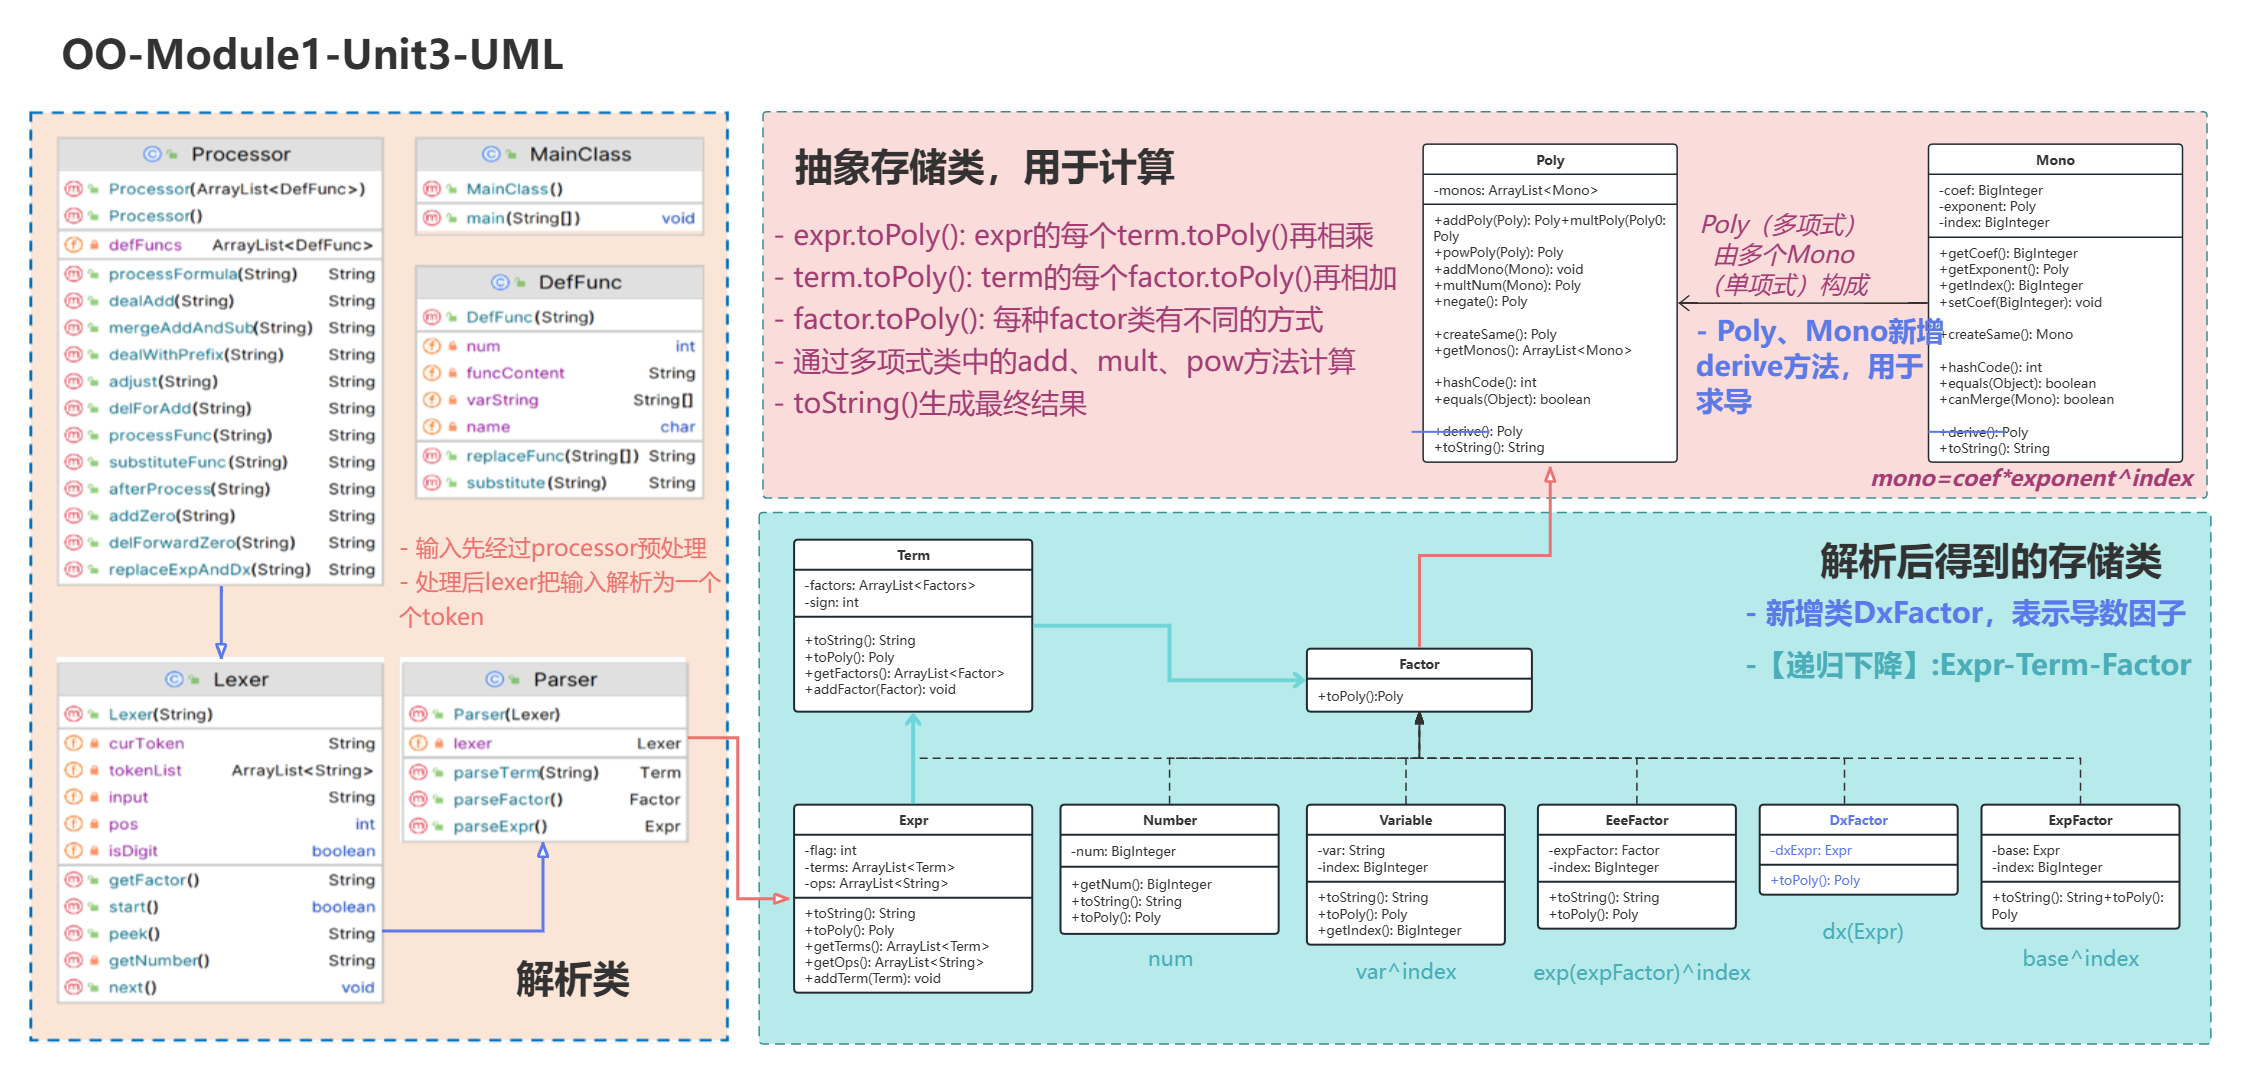 OO-Module1-Unit3-UML
Processor
Processor(ArrayList<DefFunc>)
Processor()
defFuncs ArrayList<DefFunc>
processFormula(String) String
dealAdd(String) String
mergeAddAndSub(String) String
dealWithPrefix(String) String
adjust(String) String
delForAdd(String) String
processFunc(String) String
substituteFunc(String) String
afterProcess(String) String
addZero(String) String
delForwardZero(String) String
replaceExpAndDx(String) String
MainClass
MainClass()
main(String[]) void
DefFunc
DefFunc(String)
num int
funcContent String
varString String[]
name char
replaceFunc(String[]) String
substitute(String) String
- 输入先经过processor预处理
- 处理后lexer把输入解析为一个
个token
Lexer
Lexer(String)
curToken String
tokenList ArrayList<String>
input String
pos int
isDigit boolean
getFactor() String
start() boolean
peek() String
getNumber() String
next() void
Parser
Parser(Lexer)
lexer Lexer
parseTerm(String) Term
parseFactor() Factor
parseExpr() Expr
解析类
抽象存储类，用于计算
- expr.toPoly(): expr的每个term.toPoly()再相乘
- term.toPoly(): term的每个factor.toPoly()再相加
- factor.toPoly(): 每种factor类有不同的方式
- 通过多项式类中的add、mult、pow方法计算
- toString()生成最终结果
Poly
-monos: ArrayList<Mono>
+addPoly(Poly): Poly+multPoly(Poly0:
Poly
+powPoly(Poly): Poly
+addMono(Mono): void
+multNum(Mono): Poly
+negate(): Poly
+createSame(): Poly
+getMonos(): ArrayList<Mono>
+hashCode(): int
+equals(Object): boolean
+derive(): Poly
+toString(): String
Poly（多项式）
由多个Mono
（单项式）构成
- Poly、Mono新增
derive方法，用于
求导
Mono
-coef: BigInteger
-exponent: Poly
-index: BigInteger
+getCoef(): BigInteger
+getExponent(): Poly
+getIndex(): BigInteger
+setCoef(BigInteger): void
+createSame(): Mono
+hashCode(): int
+equals(Object): boolean
+canMerge(Mono): boolean
+derive(): Poly
+toString(): String
mono=coef*exponent^index
解析后得到的存储类
- 新增类DxFactor，表示导数因子
-【递归下降】:Expr-Term-Factor
Term
-factors: ArrayList<Factors>
-sign: int
+toString(): String
+toPoly(): Poly
+getFactors(): ArrayList<Factor>
+addFactor(Factor): void
Factor
+toPoly():Poly
Expr
-flag: int
-terms: ArrayList<Term>
-ops: ArrayList<String>
+toString(): String
+toPoly(): Poly
+getTerms(): ArrayList<Term>
+getOps(): ArrayList<String>
+addTerm(Term): void
Number
-num: BigInteger
+getNum(): BigInteger
+toString(): String
+toPoly(): Poly
num
Variable
-var: String
-index: BigInteger
+toString(): String
+toPoly(): Poly
+getIndex(): BigInteger
var^index
EeeFactor
-expFactor: Factor
-index: BigInteger
+toString(): String
+toPoly(): Poly
exp(expFactor)^index
DxFactor
-dxExpr: Expr
+toPoly(): Poly
dx(Expr)
ExpFactor
-base: Expr
-index: BigInteger
+toString(): String+toPoly():
Poly
base^index